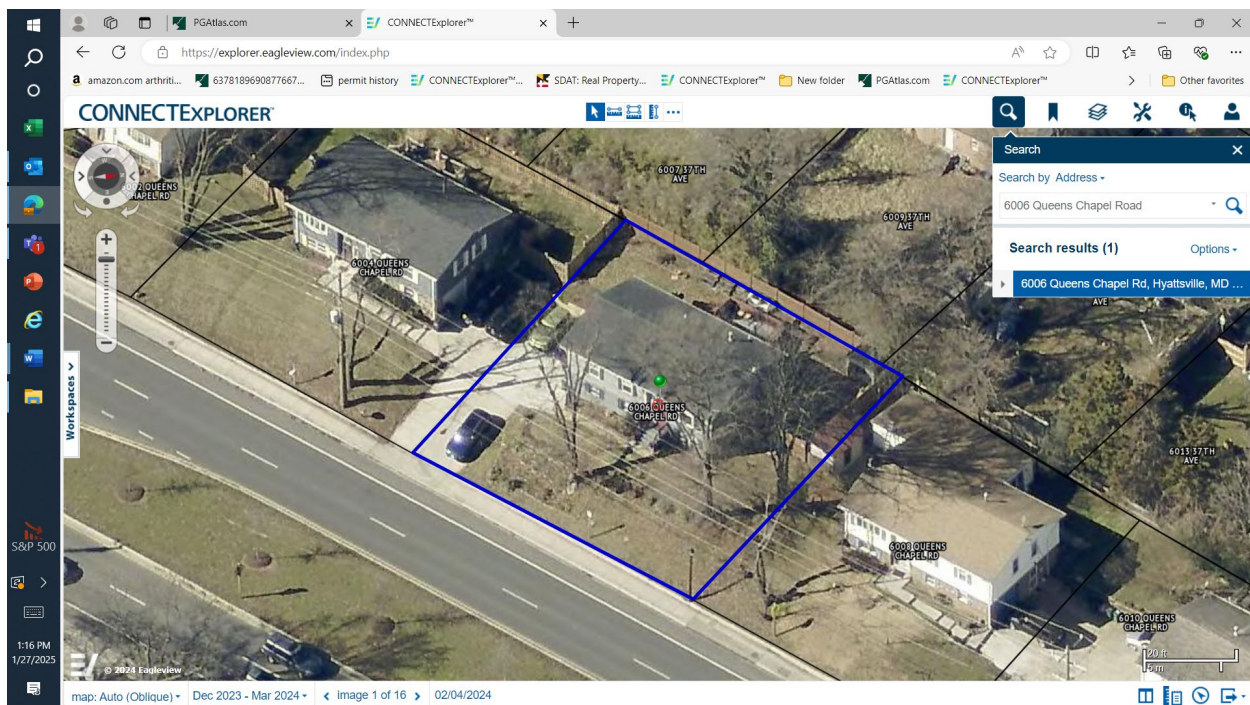 PGAtlas.com
CONNECTExplorer™
https://explorer.eagleview.com/index.php
amazon.com arthriti...
6378189690877667...
permit history
CONNECTExplorer™...
SDAT: Real Property...
CONNECTExplorer™
New folder
PGAtlas.com
CONNECTExplorer™
Other favorites
CONNECTEXPLORER™
Search
Search by Address
6006 Queens Chapel Road
Search results (1)
Options
6006 Queens Chapel Rd, Hyattsville, MD ...
AVE
6007 37TH
AVE
6009 37TH
AVE
6002 QUEENS
CHAPEL RD
6004 QUEENS
CHAPEL RD
6006 QUEENS
CHAPEL RD
6013 37TH
AVE
6008 QUEENS
CHAPEL RD
6010 QUEENS
CHAPEL RD
Workspaces
20 ft
5 m
© 2024 Eagleview
map: Auto (Oblique)
Dec 2023 - Mar 2024
image 1 of 16
02/04/2024
S&P 500
1:16 PM
1/27/2025